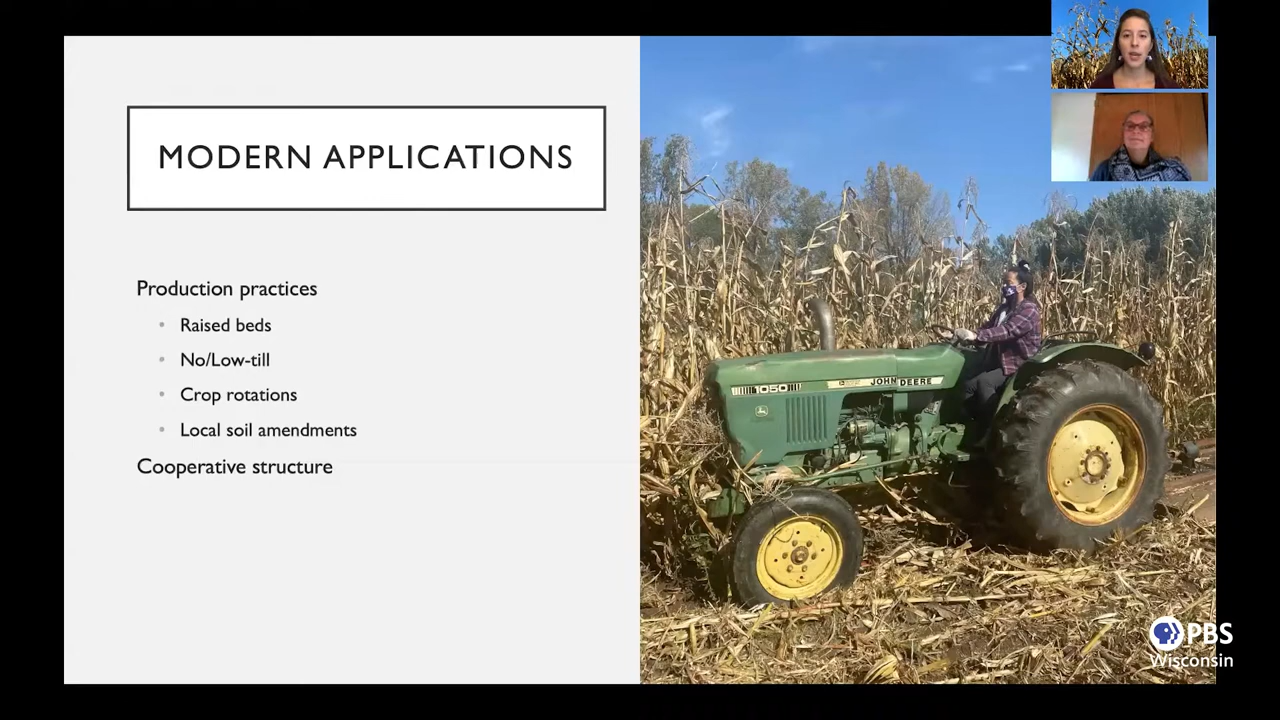 MODERN APPLICATIONS
Production practices
• Raised beds
• No/Low-till
• Crop rotations
• Local soil amendments
Cooperative structure
1050
JOHN DEERE
PBS
Wisconsin